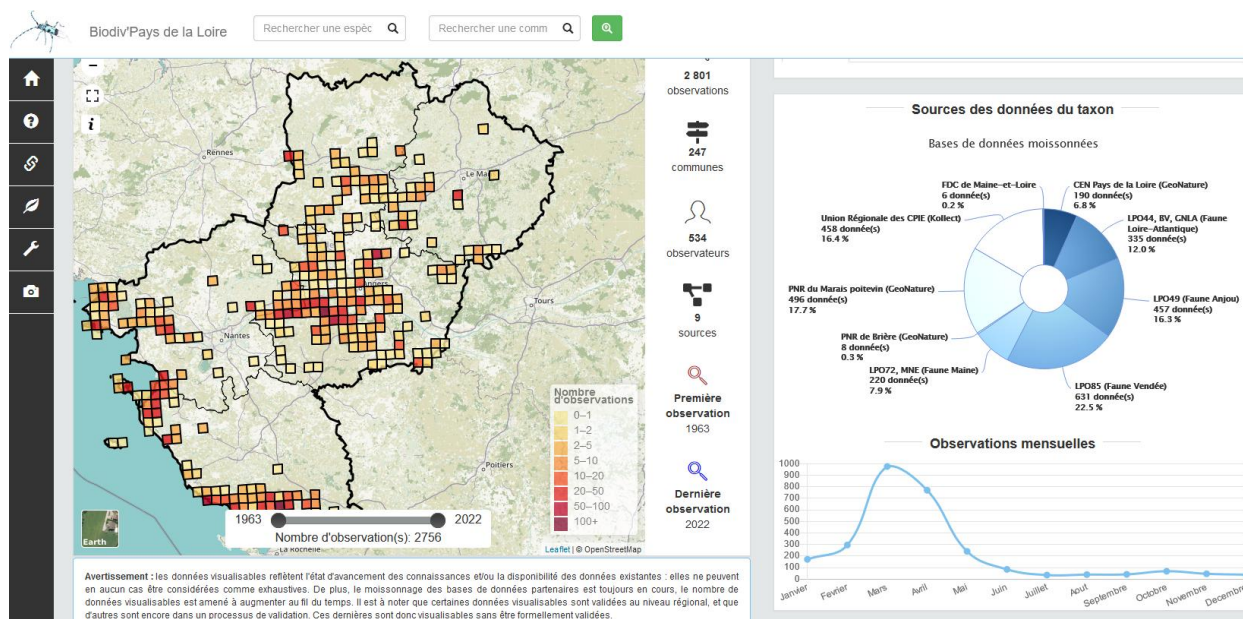 Biodiv'Pays de la Loire
Rechercher une espèc
Rechercher une comm
−
i
Rennes
Le Ma
Angers
Tours
Nantes
Poitiers
La Rochelle
Nombre
d'observations
0–1
1–2
2–5
5–10
10–20
20–50
50–100
100+
1963
2022
Nombre d'observation(s): 2756
Earth
Leaflet | © OpenStreetMap
2 801
observations
247
communes
534
observateurs
9
sources
Première
observation
1963
Dernière
observation
2022
Avertissement : les données visualisables reflètent l'état d'avancement des connaissances et/ou la disponibilité des données existantes : elles ne peuvent
en aucun cas être considérées comme exhaustives. De plus, le moissonnage des bases de données partenaires est toujours en cours, le nombre de
données visualisables est amené à augmenter au fil du temps. Il est à noter que certaines données visualisables sont validées au niveau régional, et que
d'autres sont encore dans un processus de validation. Ces dernières sont donc visualisables sans être formellement validées.
Sources des données du taxon
Bases de données moissonnées
FDC de Maine-et-Loire
6 donnée(s)
0.2 %
CEN Pays de la Loire (GeoNature)
190 donnée(s)
6.8 %
Union Régionale des CPIE (Kollect)
458 donnée(s)
16.4 %
LPO44, BV, GNLA (Faune
Loire-Atlantique)
335 donnée(s)
12.0 %
PNR du Marais poitevin (GeoNature)
496 donnée(s)
17.7 %
LPO49 (Faune Anjou)
457 donnée(s)
16.3 %
PNR de Brière (GeoNature)
8 donnée(s)
0.3 %
LPO72, MNE (Faune Maine)
220 donnée(s)
7.9 %
LPO85 (Faune Vendée)
631 donnée(s)
22.5 %
Observations mensuelles
1000
900
800
700
600
500
400
300
200
100
0
Janvier
Fevrier
Mars
Avril
Mai
Juin
Juillet
Aout
Septembre
Octobre
Novembre
Decembre